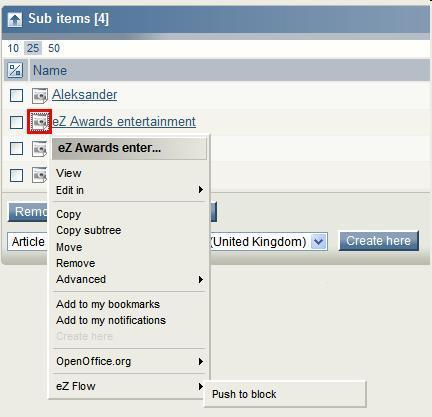 Sub items [4]
10 25 50
Name
Aleksander
eZ Awards entertainment
eZ Awards enter...
View
Edit in
Copy
Copy subtree
Move
Remove
Advanced
Add to my bookmarks
Add to my notifications
Create here
OpenOffice.org
eZ Flow
Push to block
Remo
Article (United Kingdom) Create here